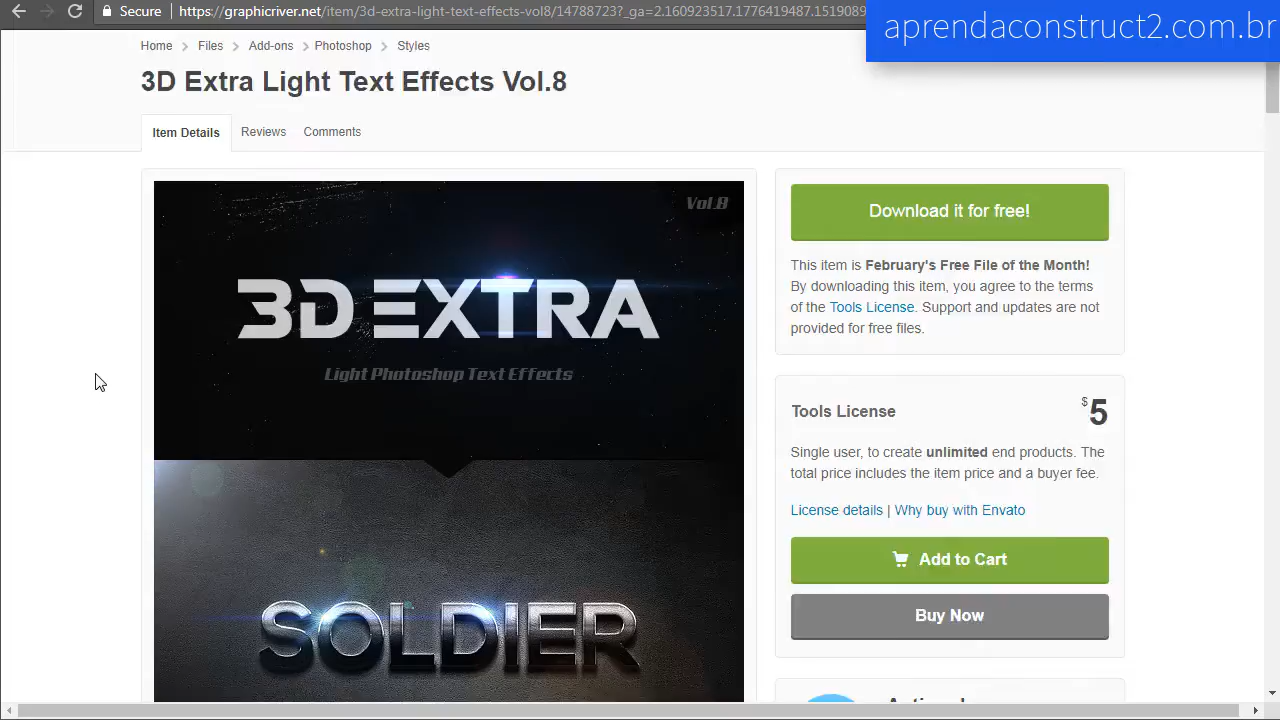 Secure
https://graphicriver.net/item/3d-extra-light-text-effects-vol8/14788723?_ga=2.160923517.1776419487.1519089
aprendaconstruct2.com.br
Home
Files
Add-ons
Photoshop
Styles
3D Extra Light Text Effects Vol.8
Item Details
Reviews
Comments
Vol.8
3D EXTRA
Light Photoshop Text Effects
SOLDIER
Download it for free!
This item is February's Free File of the Month!
By downloading this item, you agree to the terms
of the Tools License. Support and updates are not
provided for free files.
Tools License
$5
Single user, to create unlimited end products. The
total price includes the item price and a buyer fee.
License details | Why buy with Envato
Add to Cart
Buy Now